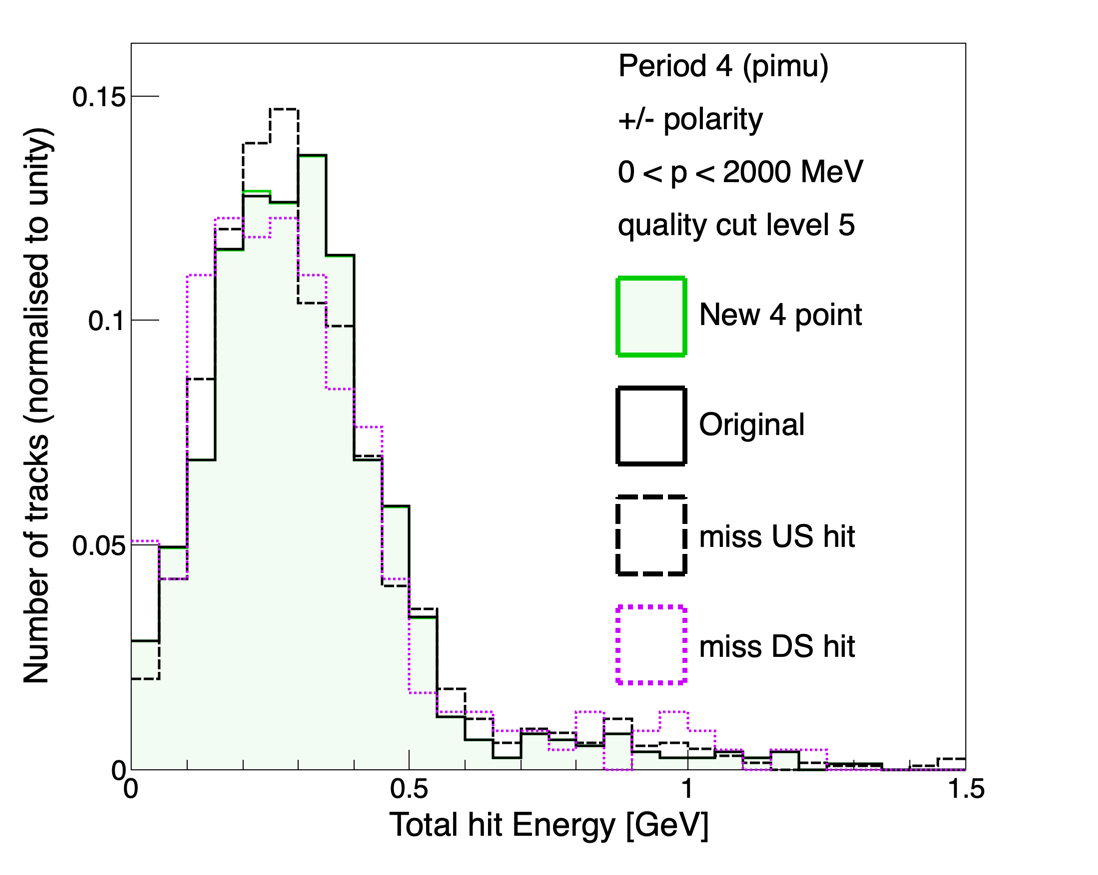 Number of tracks (normalised to unity)
0.15
0.1
0.05
0
0
0.5
1
1.5
Total hit Energy [GeV]
Period 4 (pimu)
+/- polarity
0 < p < 2000 MeV
quality cut level 5
New 4 point
Original
miss US hit
miss DS hit